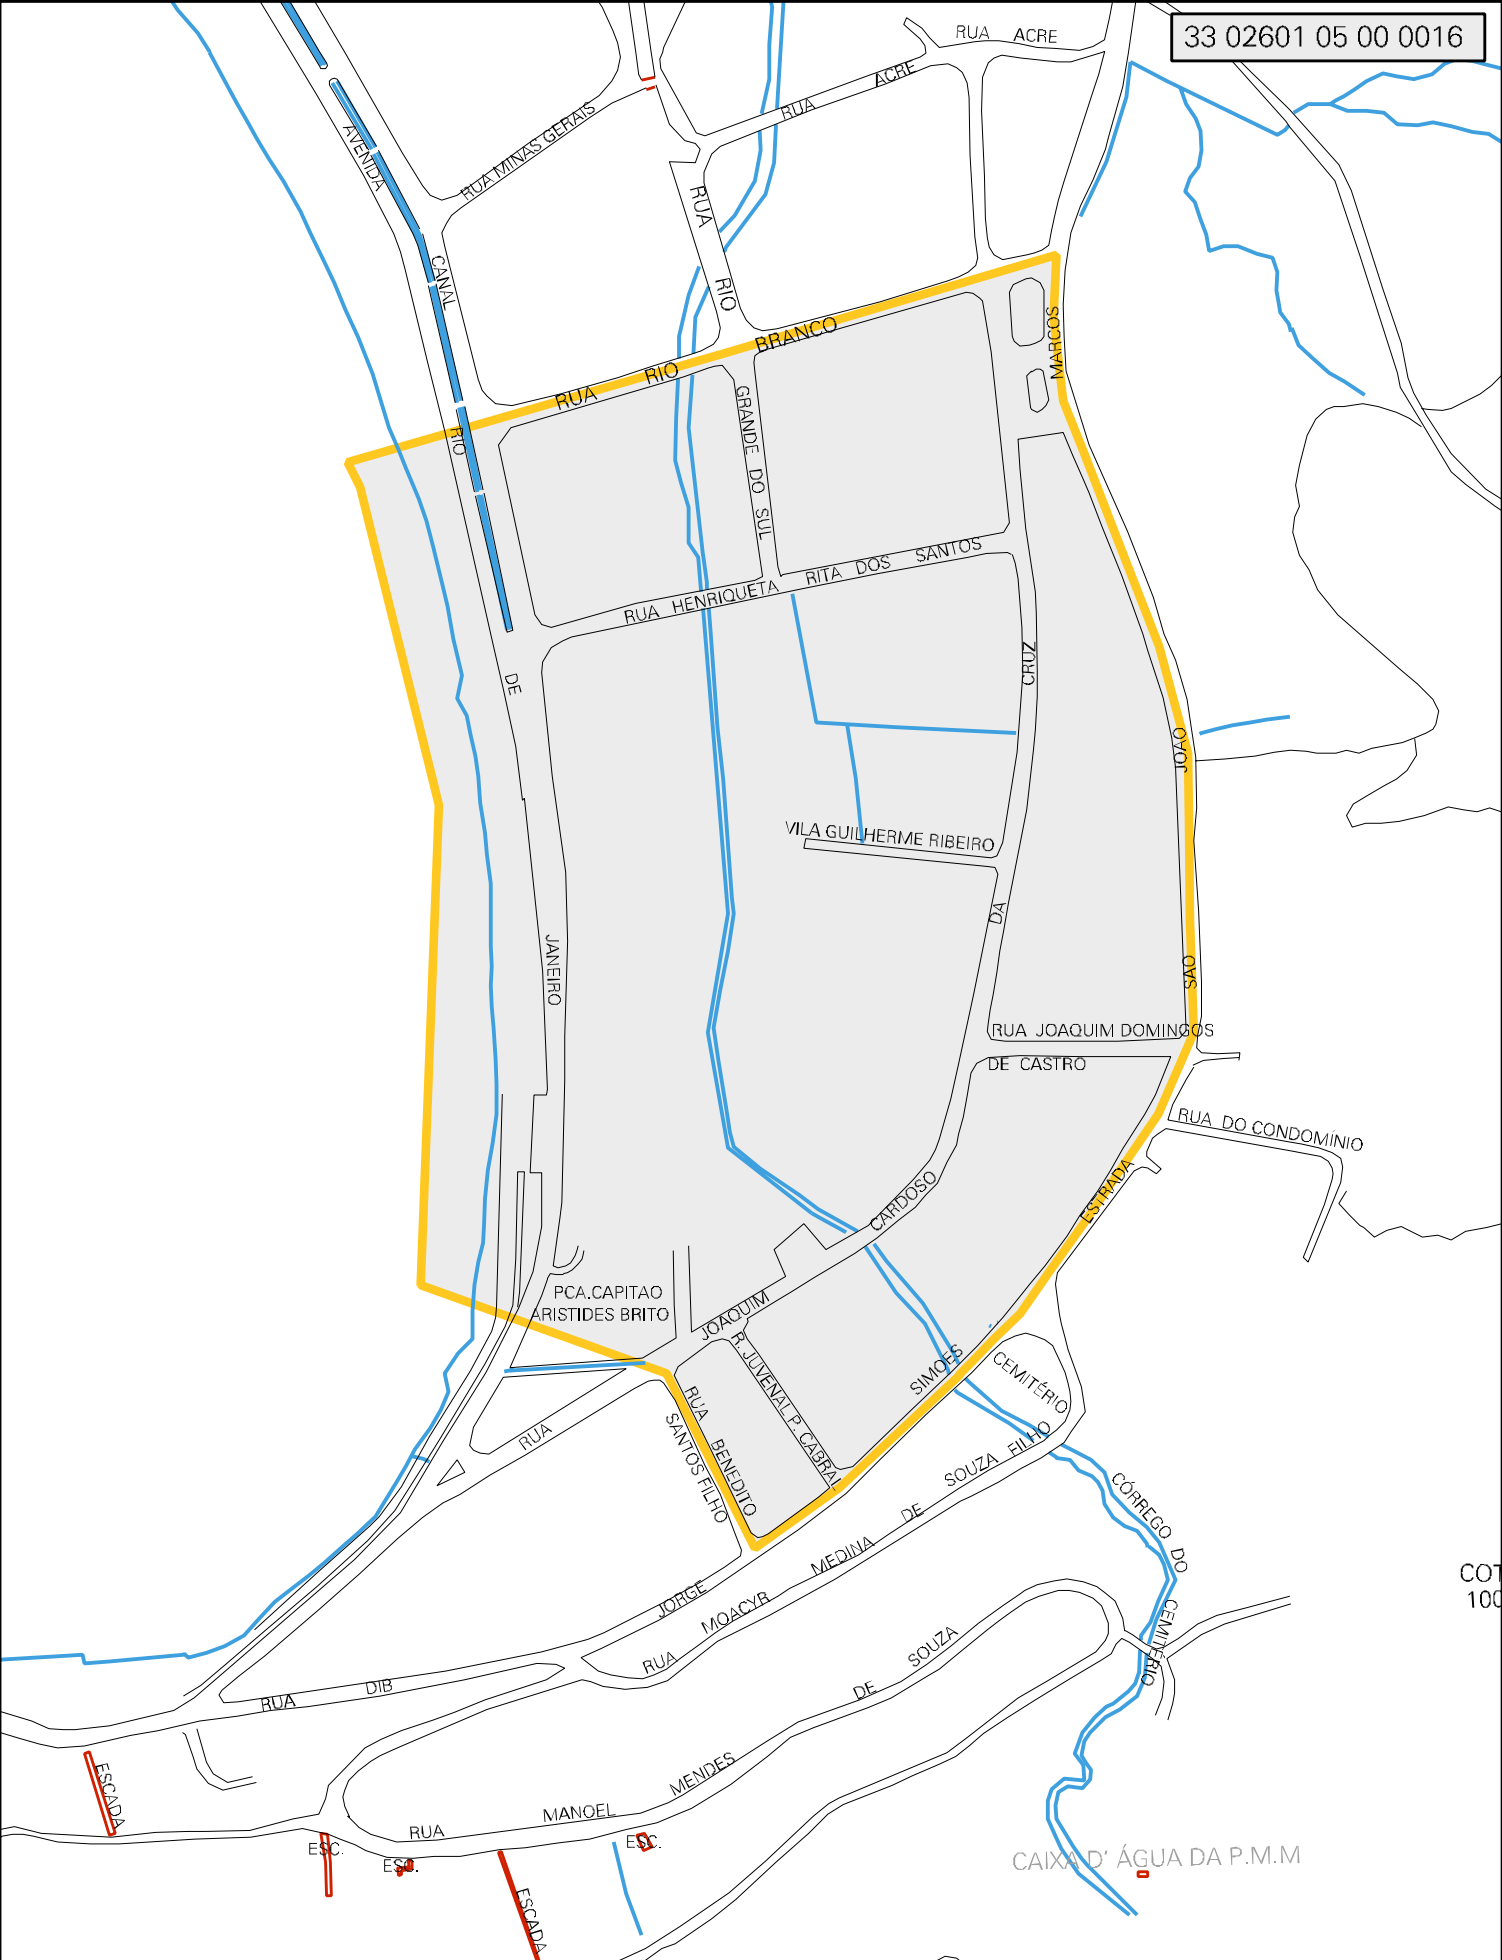 33 02601 05 00 0016
RUA ACRE
RUA ACRE
RUA MINAS GERAIS
AVENIDA
CANAL
RIO
DE
JANEIRO
RUA
RIO
GRANDE DO SUL
RUA RIO BRANCO
MARCOS
JOAO
SAO
ESTRADA
RUA HENRIQUETA RITA DOS SANTOS
CRUZ
DA
CARDOSO
JOAQUIM
RUA
VILA GUILHERME RIBEIRO
RUA JOAQUIM DOMINGOS
DE CASTRO
RUA DO CONDOMÍNIO
PCA.CAPITAO
ARISTIDES BRITO
R. JUVENAL P. CABRAL
RUA BENEDITO
SANTOS FILHO
SIMOES
JORGE
DIB
RUA
CEMITÉRIO
RUA MOACYR MEDINA DE SOUZA FILHO
CÓRREGO DO CEMITÉRIO
COT
100
RUA MANOEL MENDES DE SOUZA
ESCADA
ESC.
ESC.
ESC.
ESCADA
CAIXA D' ÁGUA DA P.M.M